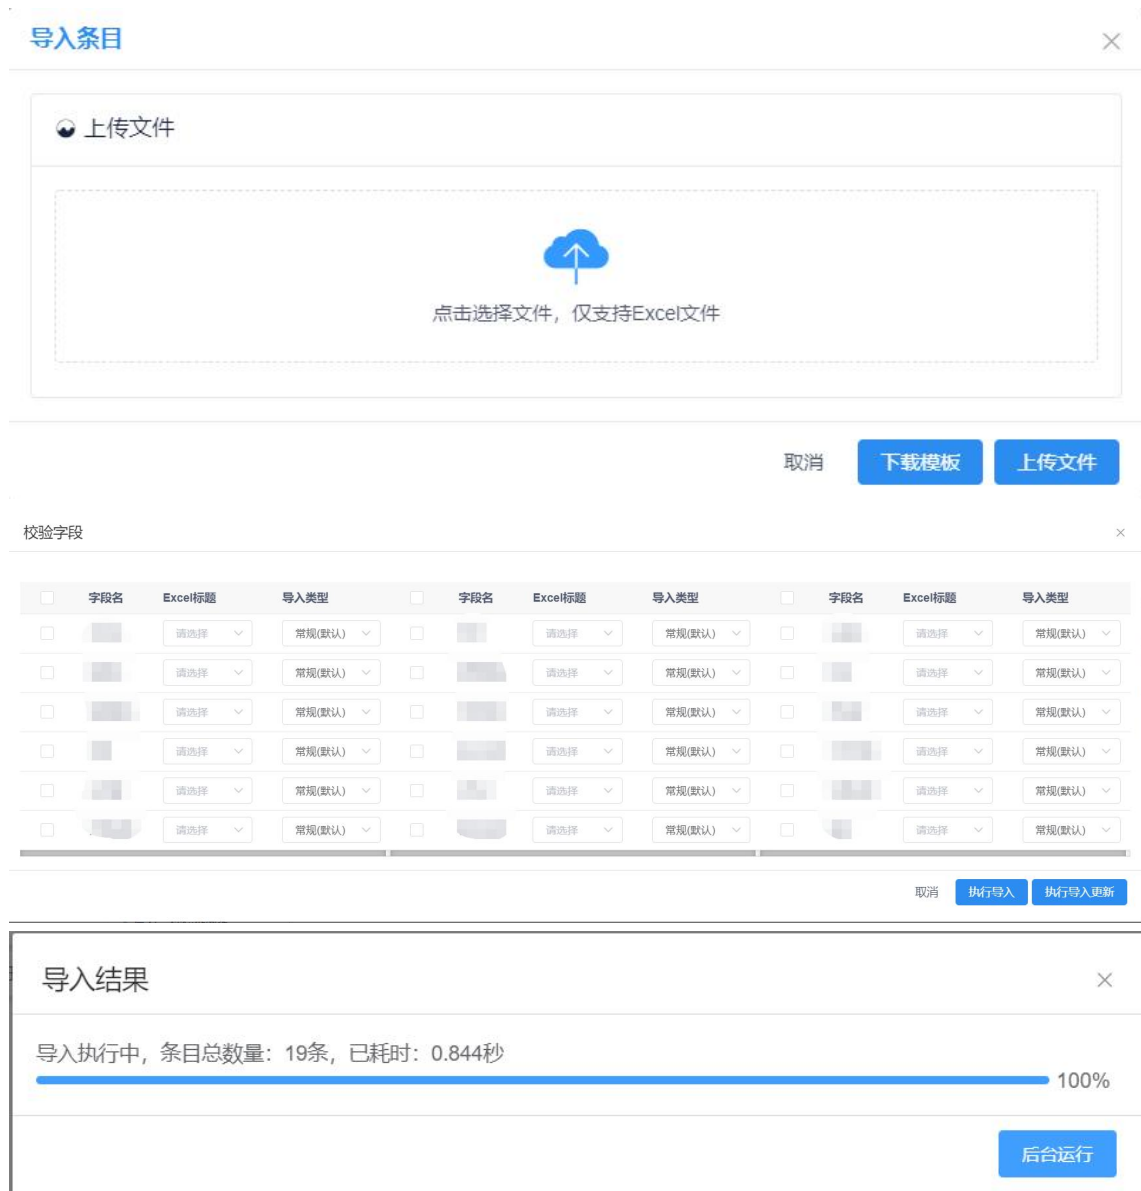 导入条目
上传文件
点击选择文件，仅支持Excel文件
取消 下载模板 上传文件
校验字段
字段名 Excel标题 导入类型 字段名 Excel标题 导入类型 字段名 Excel标题 导入类型
请选择 常规(默认) 请选择 常规(默认) 请选择 常规(默认)
请选择 常规(默认) 请选择 常规(默认) 请选择 常规(默认)
请选择 常规(默认) 请选择 常规(默认) 请选择 常规(默认)
请选择 常规(默认) 请选择 常规(默认) 请选择 常规(默认)
请选择 常规(默认) 请选择 常规(默认) 请选择 常规(默认)
请选择 常规(默认) 请选择 常规(默认) 请选择 常规(默认)
取消 执行导入 执行导入更新
导入结果
导入执行中，条目总数量：19条，已耗时：0.844秒
100%
后台运行